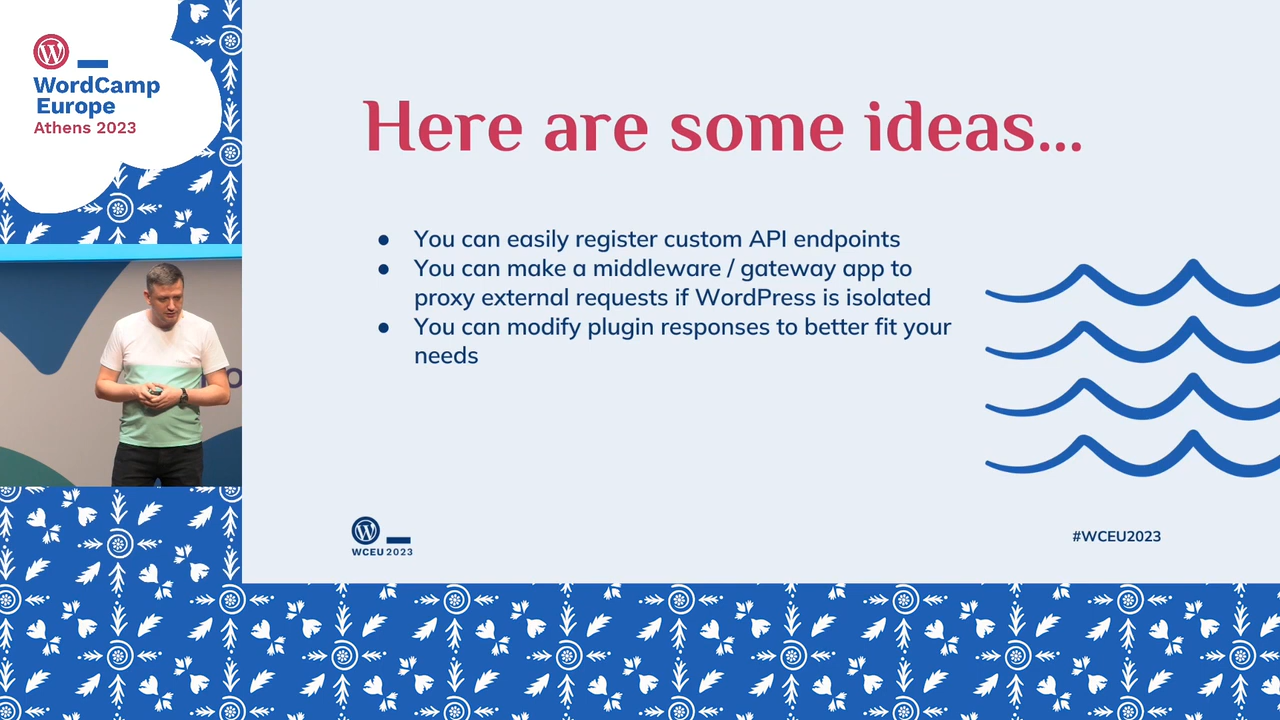 WordCamp
Europe
Athens 2023
Here are some ideas...
● You can easily register custom API endpoints
● You can make a middleware / gateway app to
proxy external requests if WordPress is isolated
● You can modify plugin responses to better fit your
needs
WCEU 2023
#WCEU2023